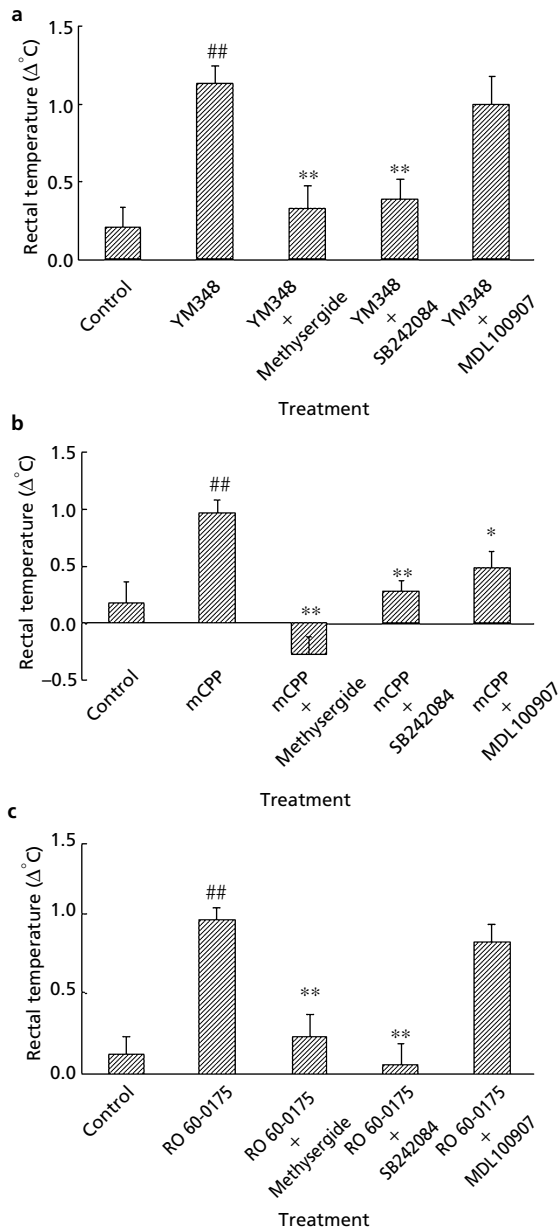 a
Rectal temperature (Δ°C)
1.5
1.0
0.5
0.0
##
**
**
Control
YM348
YM348
+
Methysergide
YM348
+
SB242084
YM348
+
MDL100907
Treatment
b
Rectal temperature (Δ°C)
1.5
1.0
0.5
0.0
–0.5
##
**
**
*
Control
mCPP
mCPP
+
Methysergide
mCPP
+
SB242084
mCPP
+
MDL100907
Treatment
c
Rectal temperature (Δ°C)
1.5
1.0
0.5
0.0
##
**
**
Control
RO 60-0175
RO 60-0175
+
Methysergide
RO 60-0175
+
SB242084
RO 60-0175
+
MDL100907
Treatment